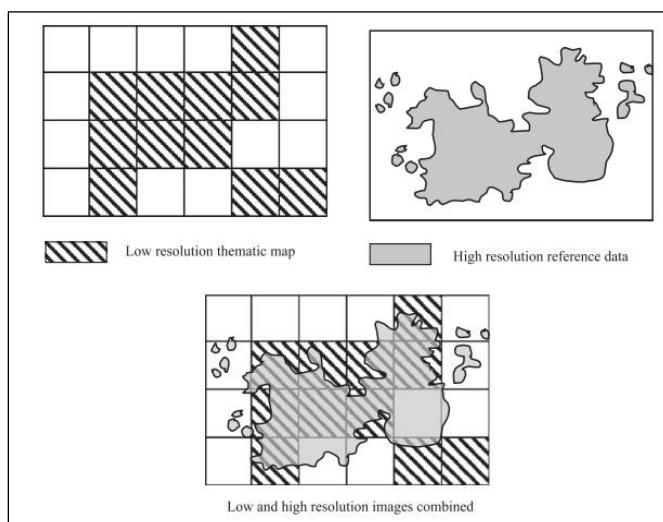 Low resolution thematic map
High resolution reference data
Low and high resolution images combined